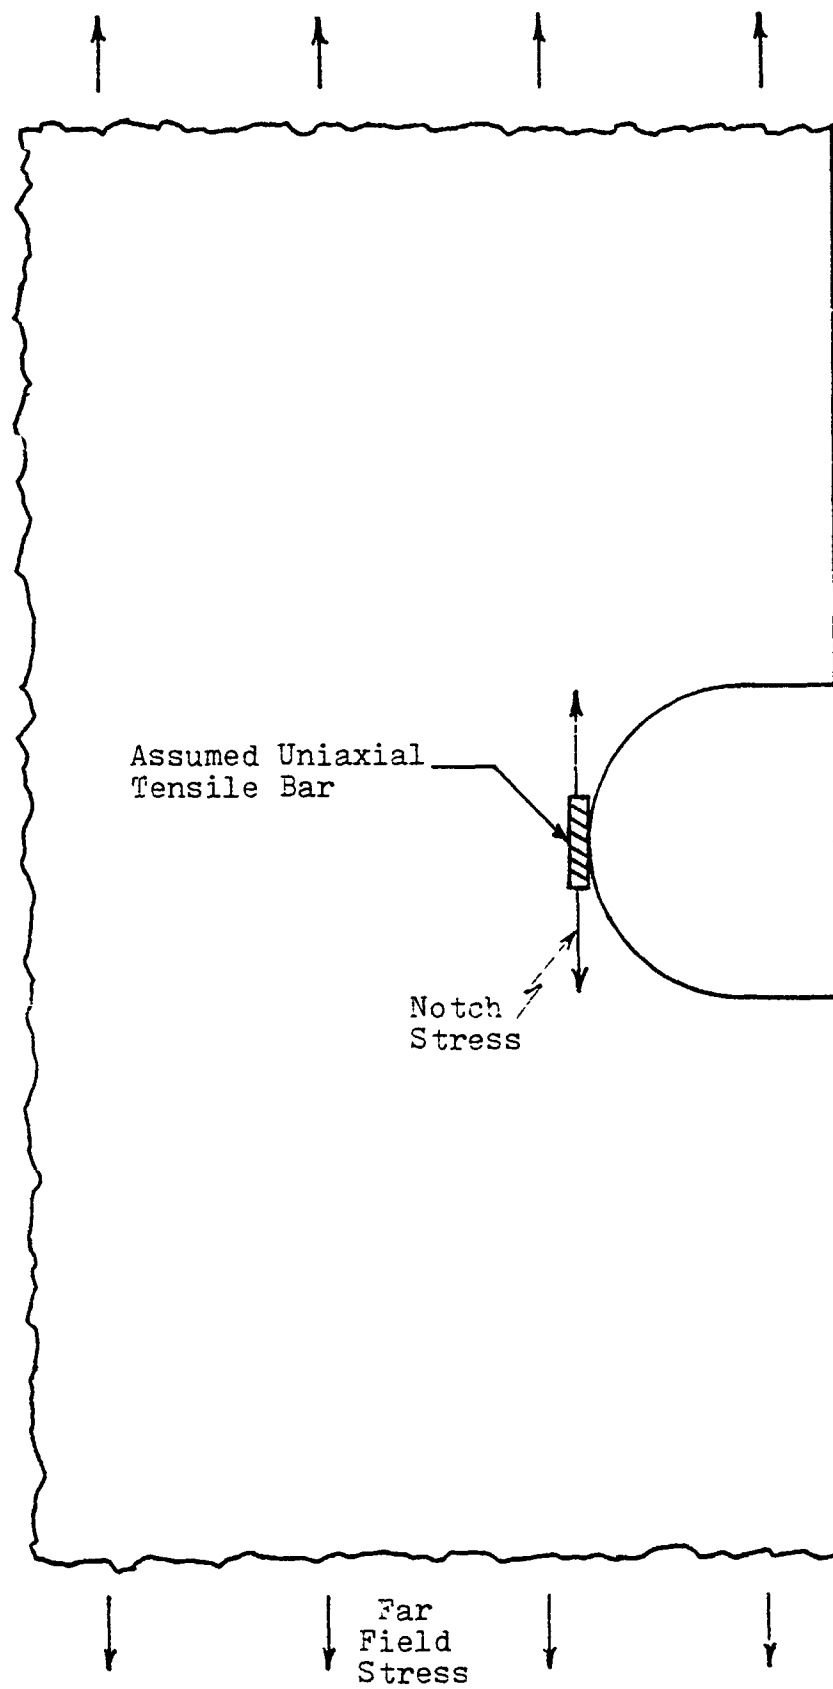 Assumed Uniaxial
Tensile Bar
Notch
Stress
Far
Field
Stress